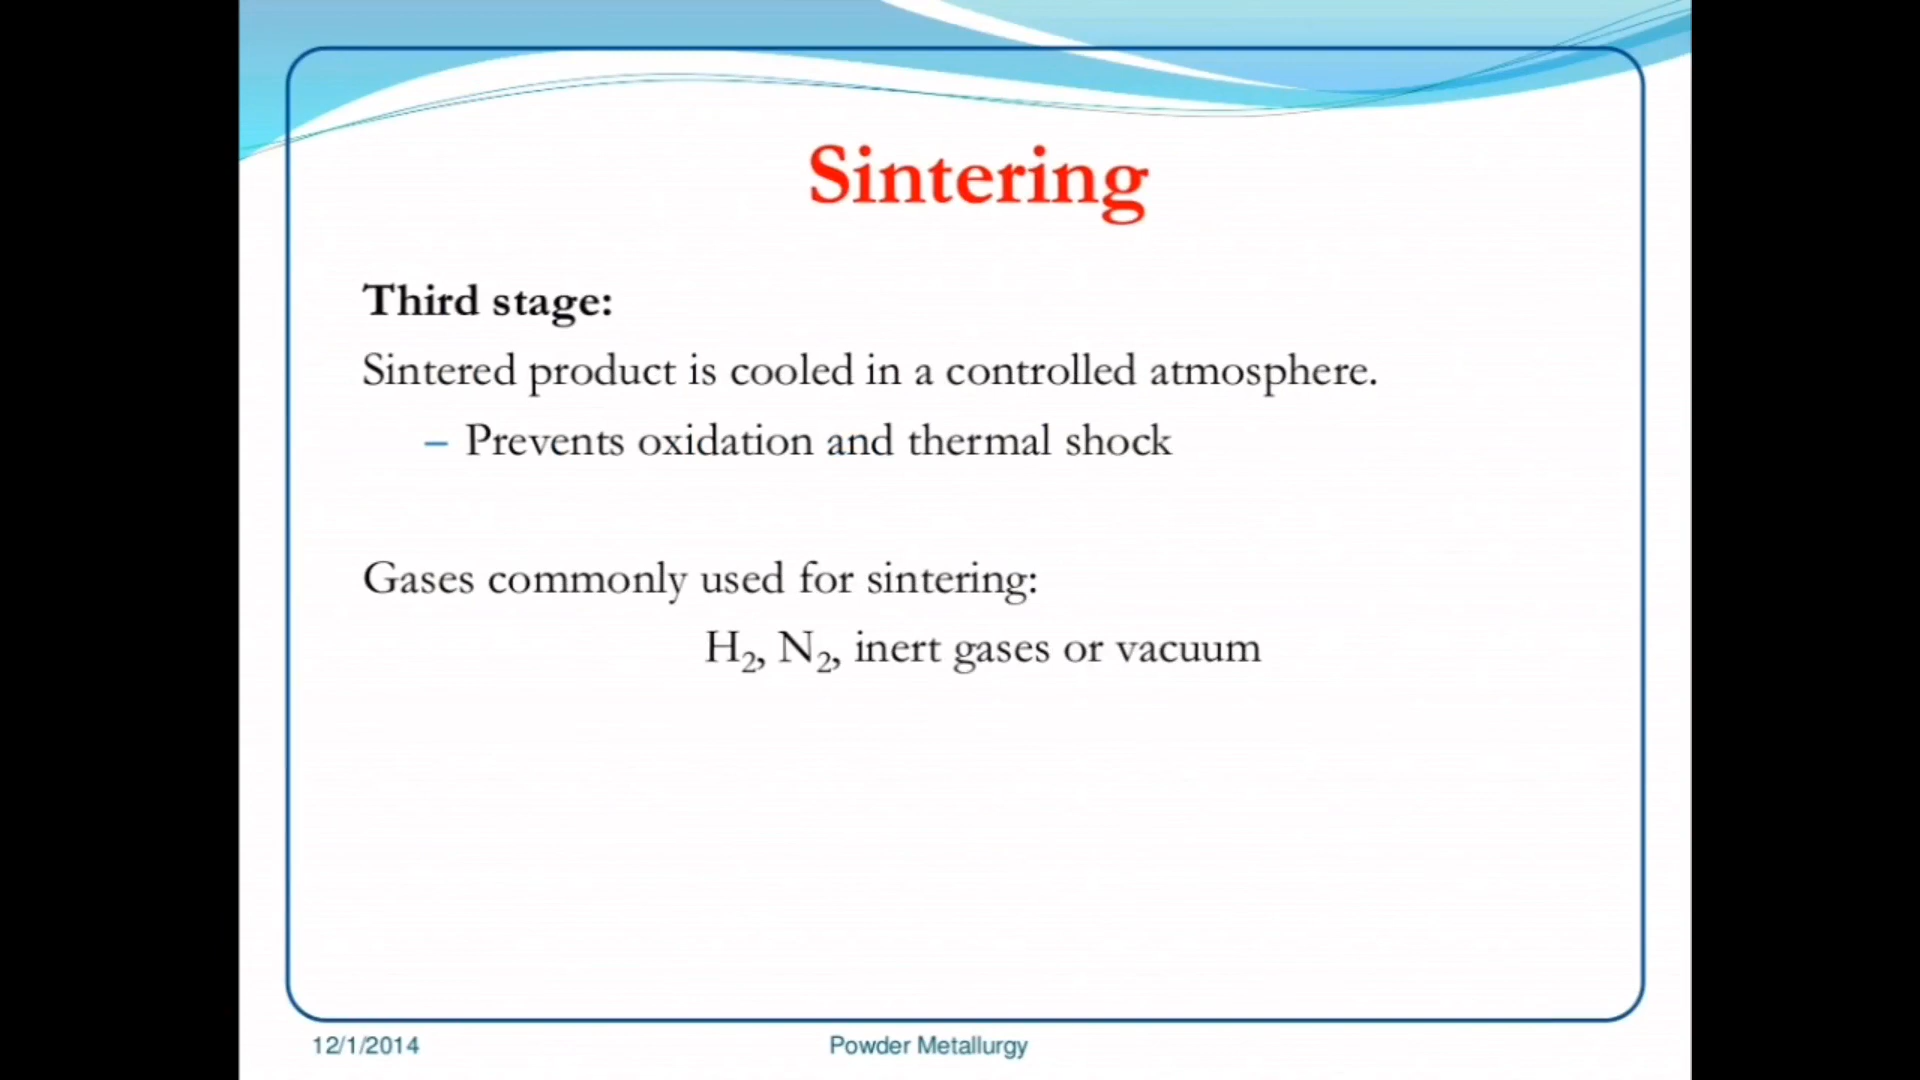 Sintering
Third stage:
Sintered product is cooled in a controlled atmosphere.
– Prevents oxidation and thermal shock
Gases commonly used for sintering:
H₂, N₂, inert gases or vacuum
12/1/2014
Powder Metallurgy